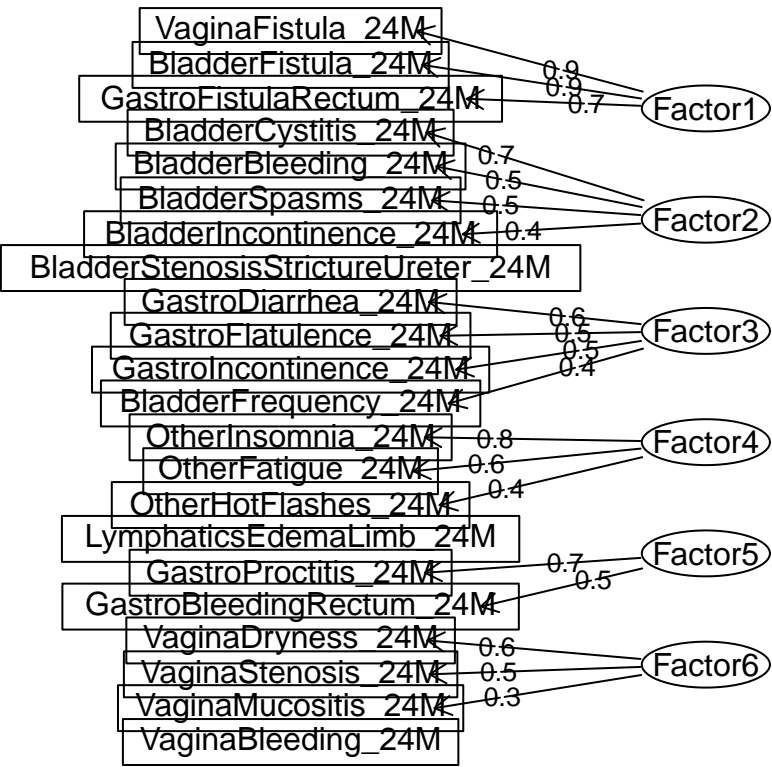 VaginaFistula_24M
BladderFistula_24M
GastroFistulaRectum_24M
BladderCystitis_24M
BladderBleeding_24M
BladderSpasms_24M
BladderIncontinence_24M
BladderStenosisStrictureUreter_24M
GastroDiarrhea_24M
GastroFlatulence_24M
GastroIncontinence_24M
BladderFrequency_24M
OtherInsomnia_24M
OtherFatigue_24M
OtherHotFlashes_24M
LymphaticsEdemaLimb_24M
GastroProctitis_24M
GastroBleedingRectum_24M
VaginaDryness_24M
VaginaStenosis_24M
VaginaMucositis_24M
VaginaBleeding_24M
0.9
0.9
0.7
0.7
0.5
0.5
0.4
0.6
0.5
0.5
0.4
0.8
0.6
0.4
0.7
0.5
0.6
0.5
0.3
Factor1
Factor2
Factor3
Factor4
Factor5
Factor6